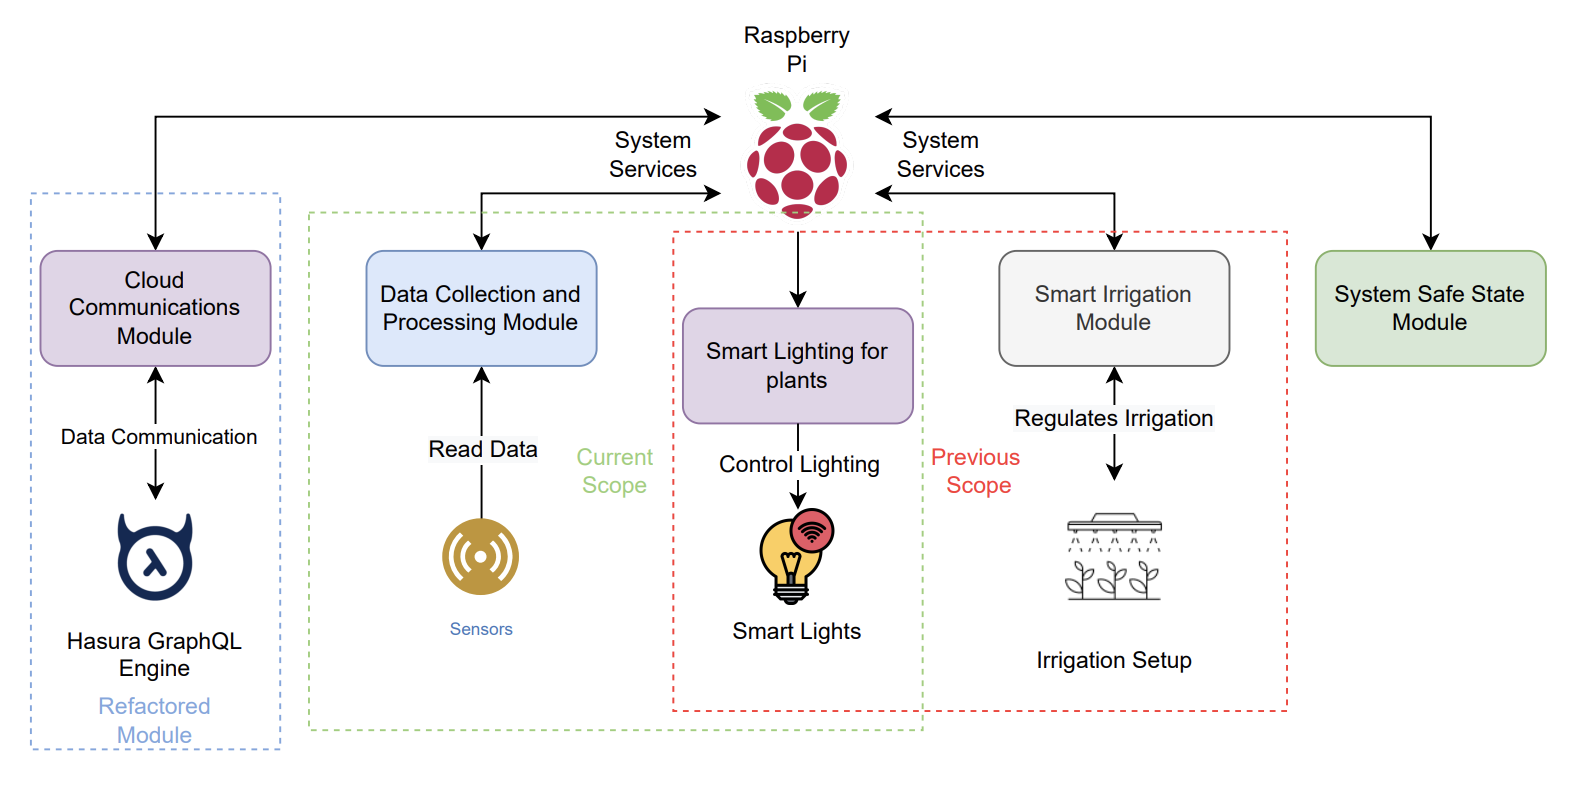 Raspberry
Pi
System
Services
System
Services
Cloud
Communications
Module
Data Collection and
Processing Module
Smart Lighting for
plants
Smart Irrigation
Module
System Safe State
Module
Data Communication
Read Data
Current
Scope
Control Lighting
Previous
Scope
Regulates Irrigation
Hasura GraphQL
Engine
Sensors
Smart Lights
Irrigation Setup
Refactored
Module